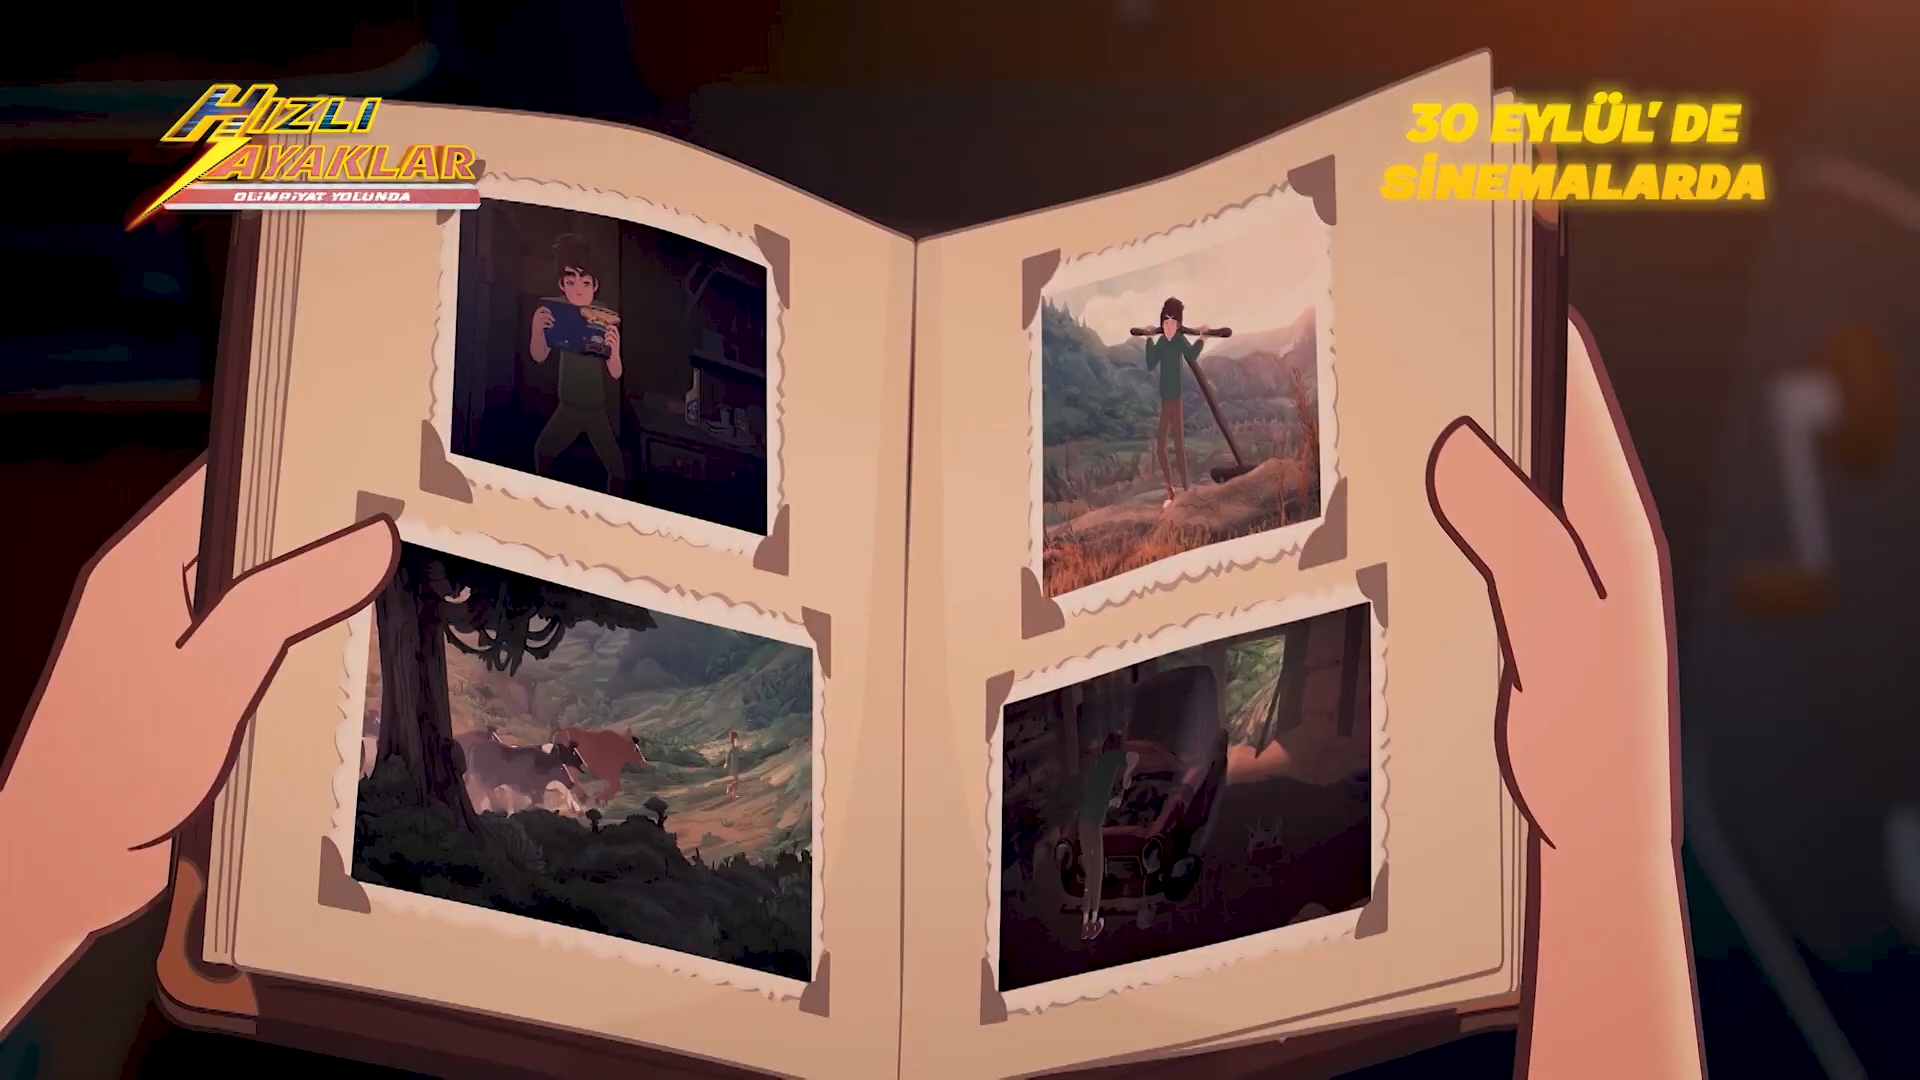 HIZLI
AYAKLAR
OLİMPİYAT YOLUNDA
30 EYLÜL' DE
SİNEMALARDA